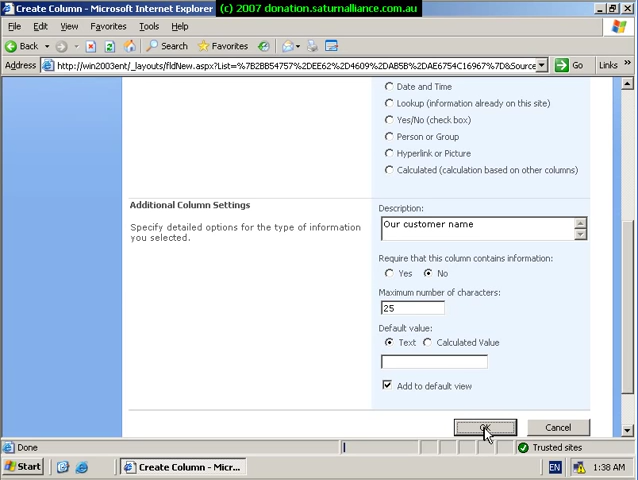 Create Column - Microsoft Internet Explorer
(c) 2007 donation.saturnalliance.com.au
File Edit View Favorites Tools Help
Back Search Favorites
Address http://win2003ent/_layouts/fldNew.aspx?List=%7B2BB54757%2DEE62%2D4609%2DAB5B%2DAE6754C16967%7D&Source Go Links »
Date and Time
Lookup (information already on this site)
Yes/No (check box)
Person or Group
Hyperlink or Picture
Calculated (calculation based on other columns)
Additional Column Settings
Specify detailed options for the type of information
you selected.
Description:
Our customer name
Require that this column contains information:
Yes No
Maximum number of characters:
25
Default value:
Text Calculated Value
Add to default view
OK Cancel
Done Trusted sites
Start Create Column - Micr... EN 1:38 AM